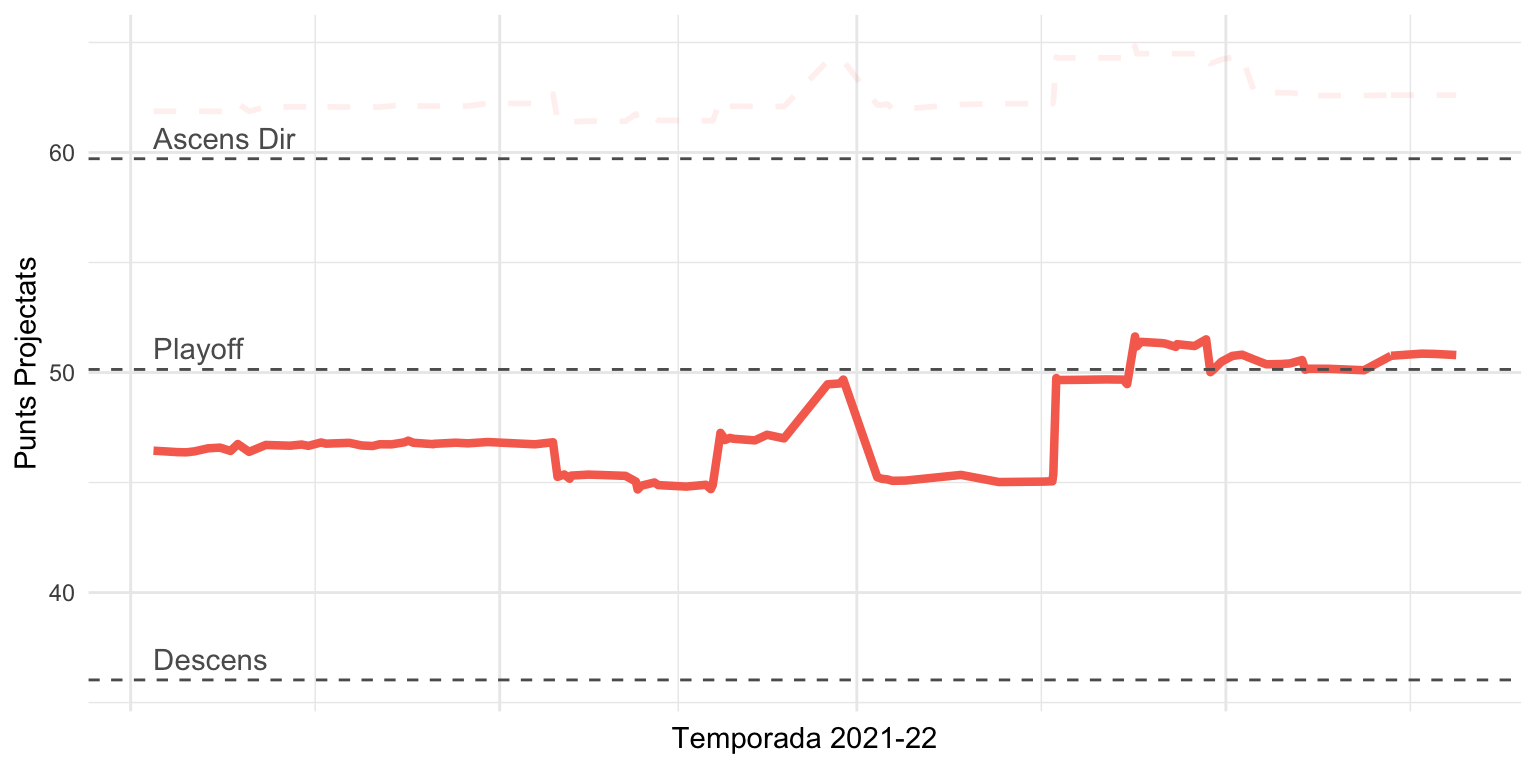 Ascens Dir
60
Playoff
50
40
Descens
Punts Projectats
Temporada 2021-22